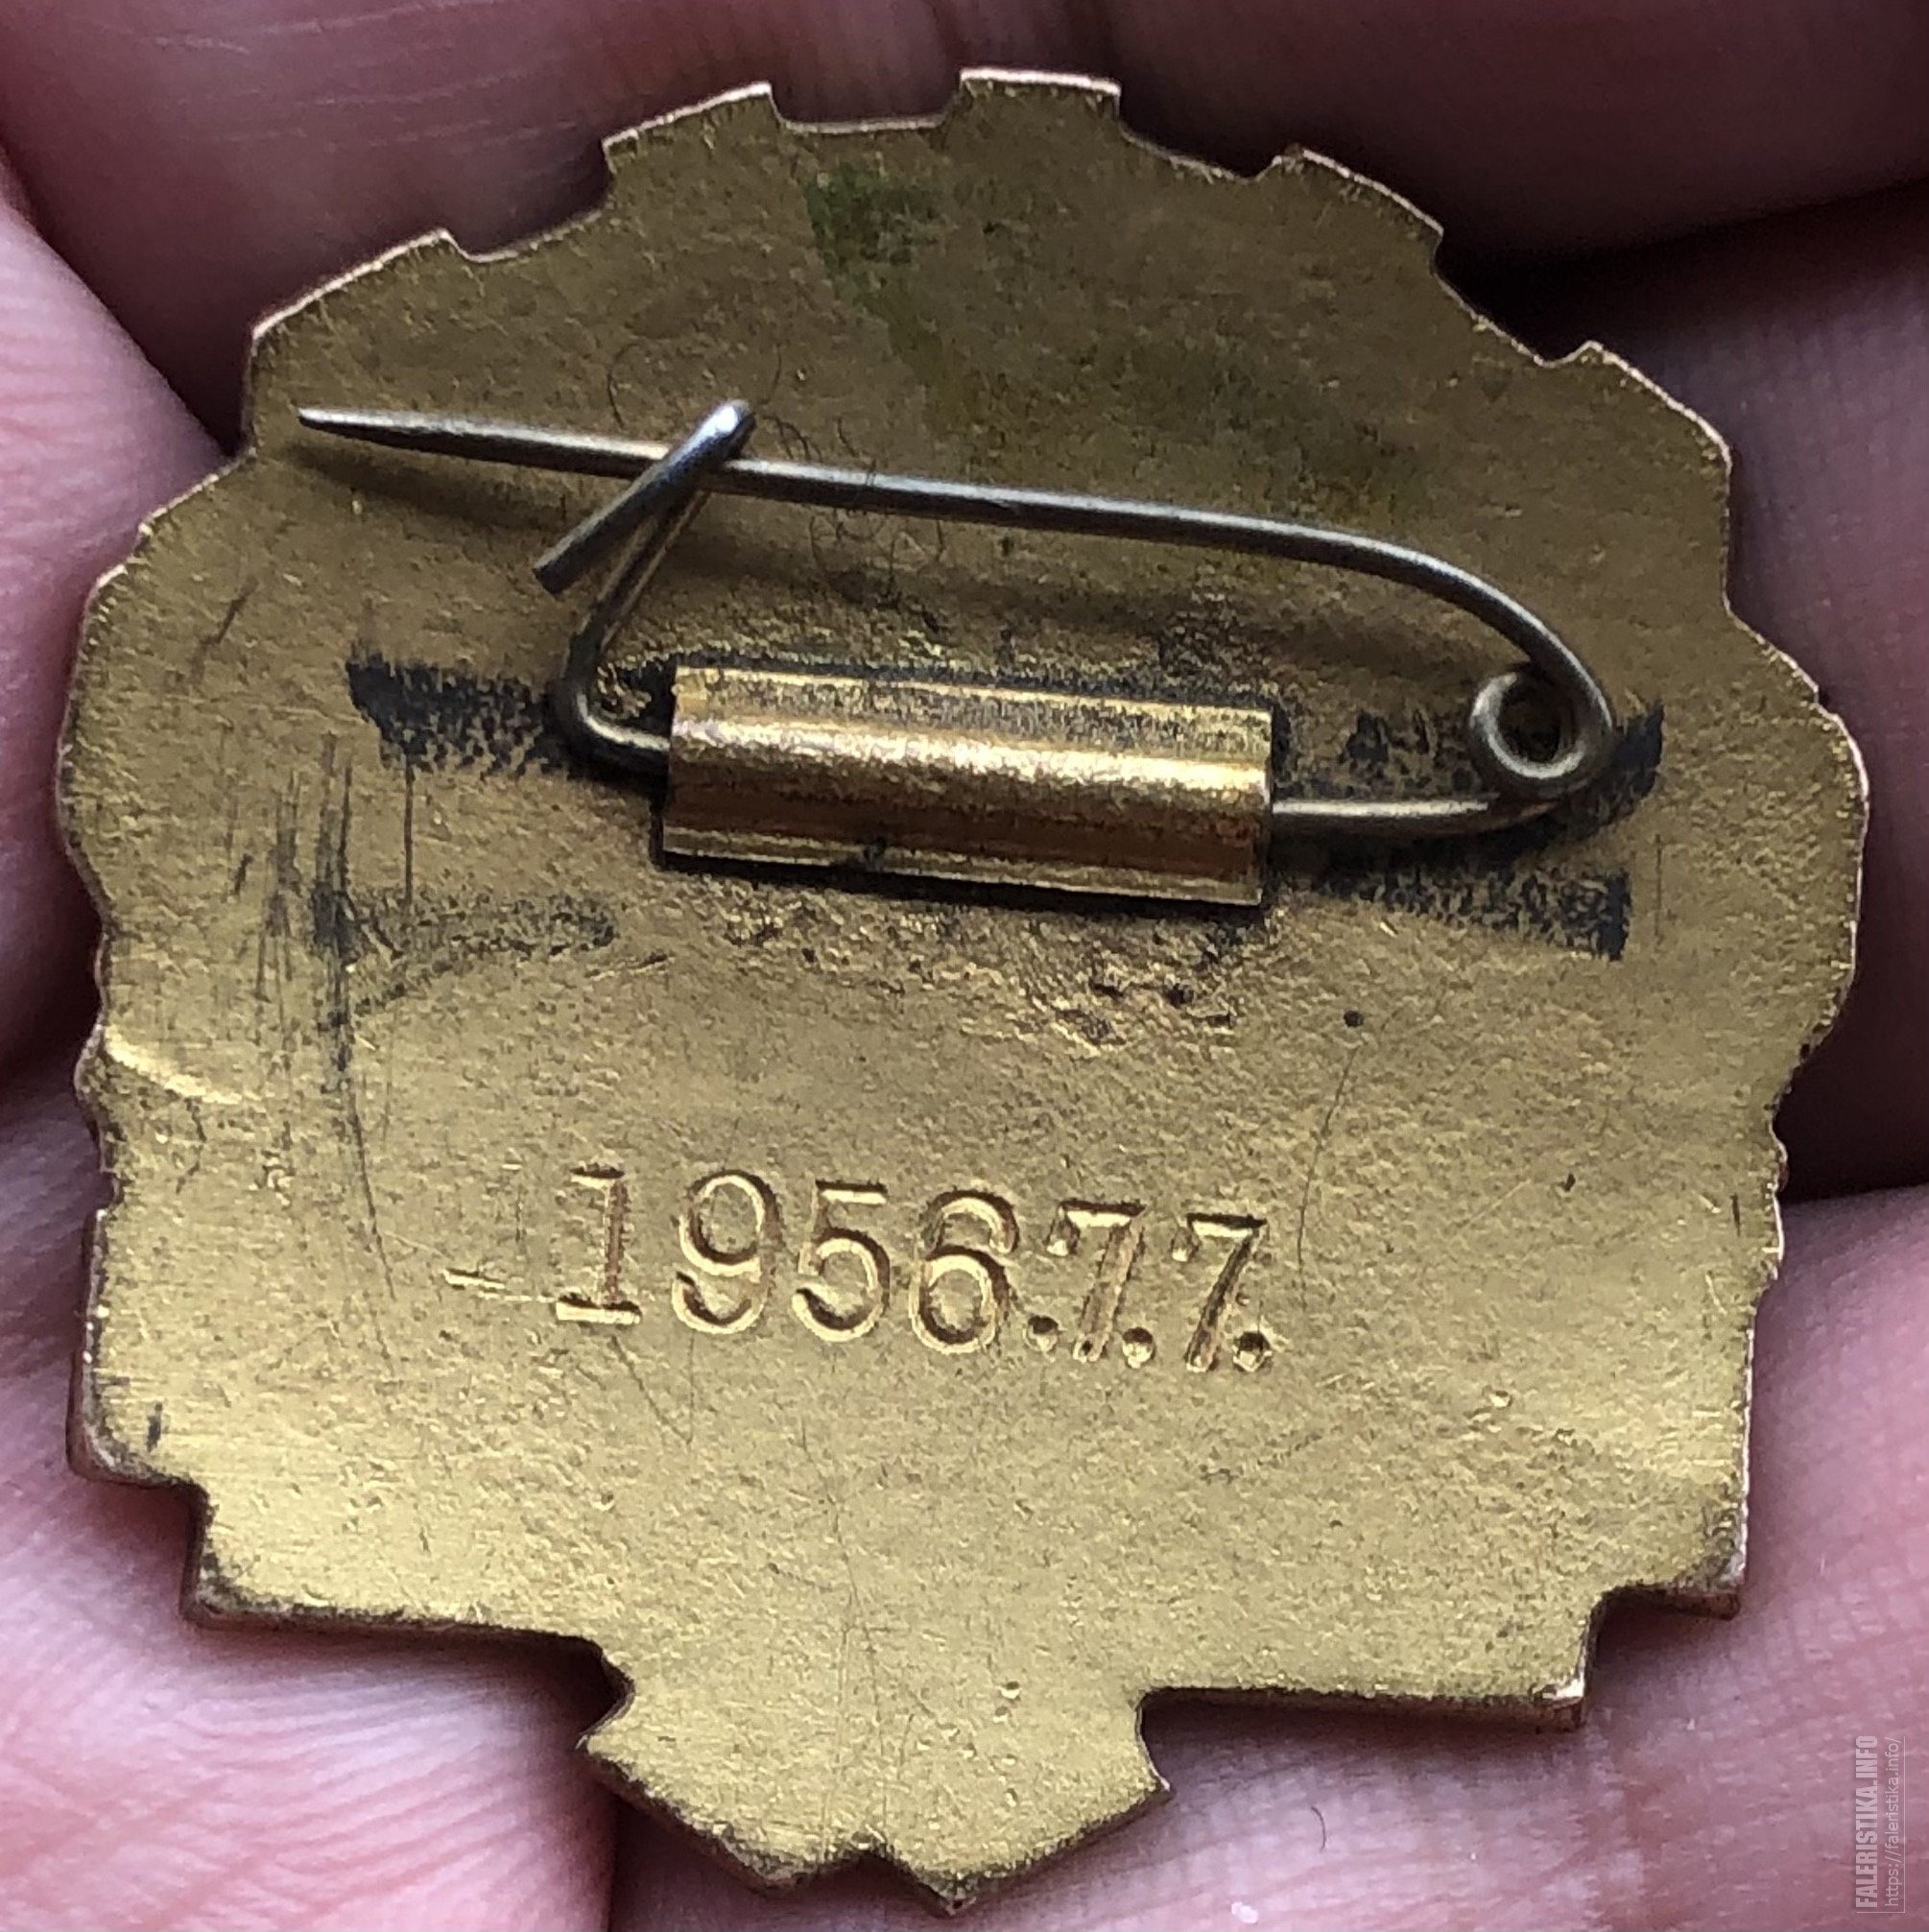 1956.7.7.
FALERISTIKA.INFO
https://faleristika.info/